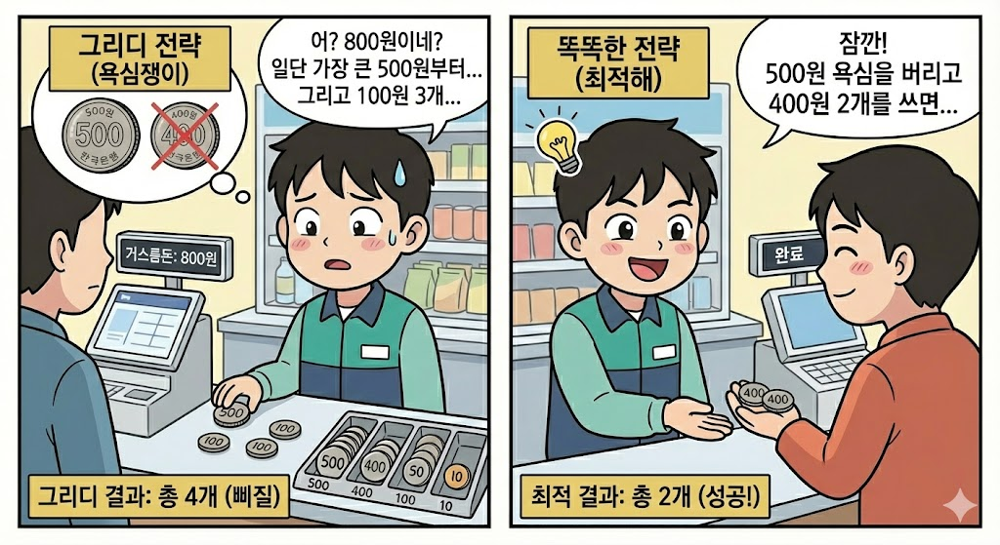 그리디 전략
(욕심쟁이)
어? 800원이네?
일단 가장 큰 500원부터...
그리고 100원 3개...
500원
500
한국은행
400원
400
한국은행
거스름돈: 800원
500
100
100
100
500
400
50
10
500
400
100
10
그리디 결과: 총 4개 (삐질)
똑똑한 전략
(최적해)
잠깐!
500원 욕심을 버리고
400원 2개를 쓰면...
완료
400
400
최적 결과: 총 2개 (성공!)